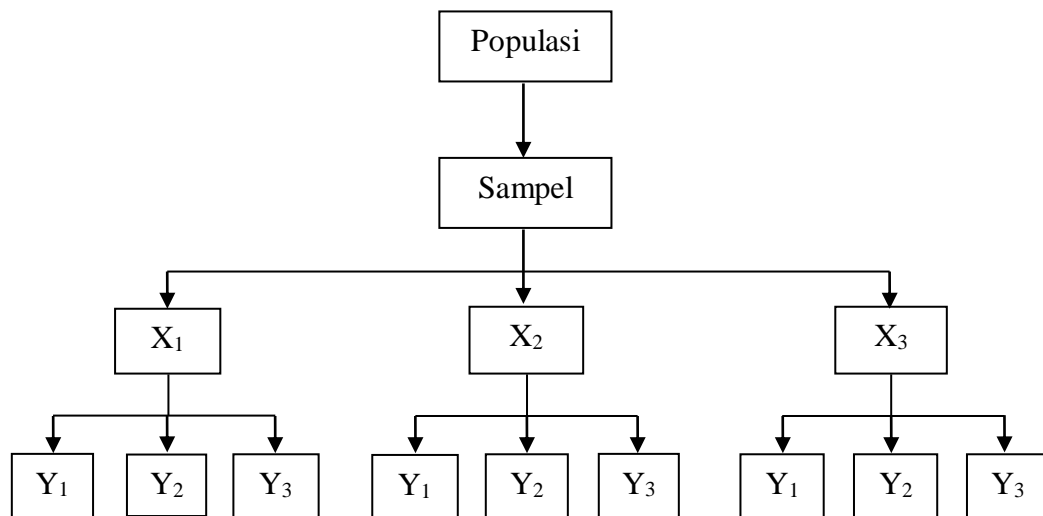 Populasi
Sampel
X₁ X₂ X₃
Y₁ Y₂ Y₃ Y₁ Y₂ Y₃ Y₁ Y₂ Y₃